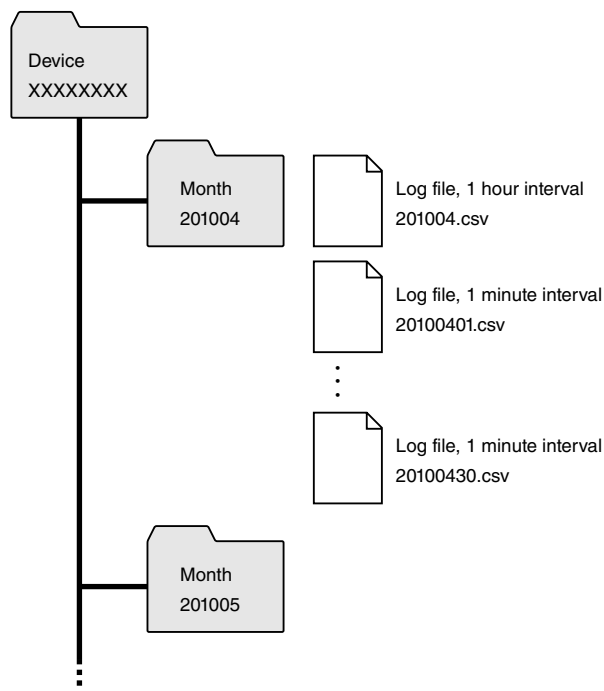 Device
XXXXXXXX
Month
201004
Log file, 1 hour interval
201004.csv
Log file, 1 minute interval
20100401.csv
Log file, 1 minute interval
20100430.csv
Month
201005